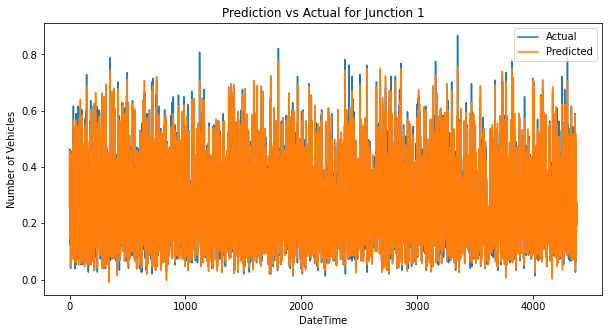 Prediction vs Actual for Junction 1
Actual
Predicted
Number of Vehicles
0.8
0.6
0.4
0.2
0.0
0
1000
2000
3000
4000
DateTime